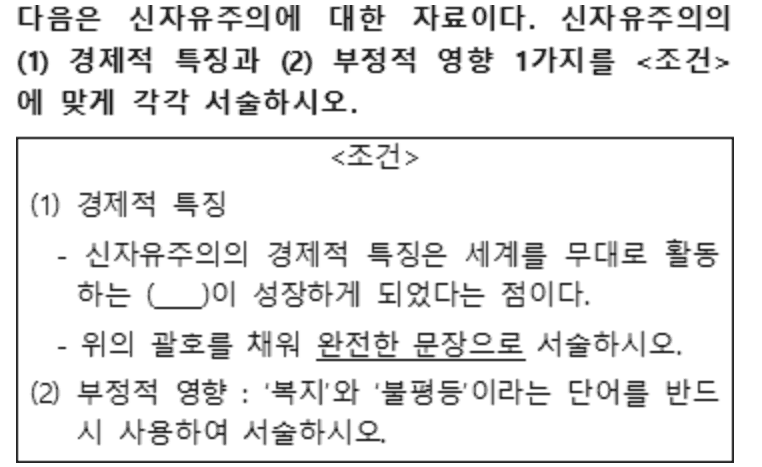 다음은 신자유주의에 대한 자료이다. 신자유주의의
(1) 경제적 특징과 (2) 부정적 영향 1가지를 <조건>
에 맞게 각각 서술하시오.
<조건>
(1) 경제적 특징
- 신자유주의의 경제적 특징은 세계를 무대로 활동
하는 (___)이 성장하게 되었다는 점이다.
- 위의 괄호를 채워 완전한 문장으로 서술하시오.
(2) 부정적 영향 : '복지'와 '불평등'이라는 단어를 반드
시 사용하여 서술하시오.